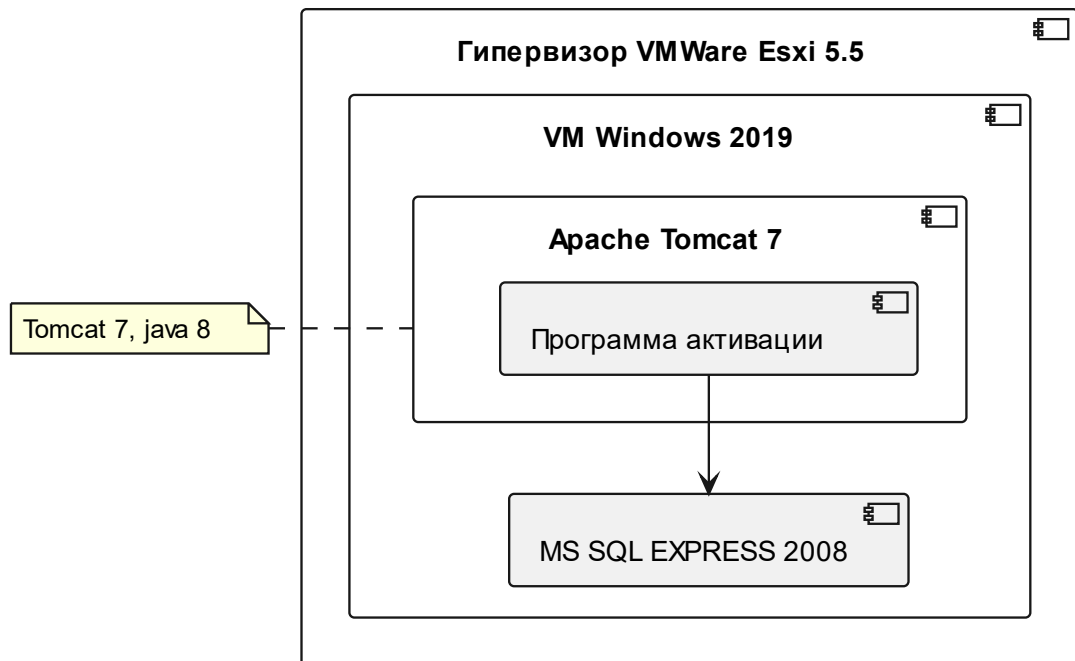 Гипервизор VMWare Esxi 5.5
VM Windows 2019
Apache Tomcat 7
Tomcat 7, java 8
Программа активации
MS SQL EXPRESS 2008